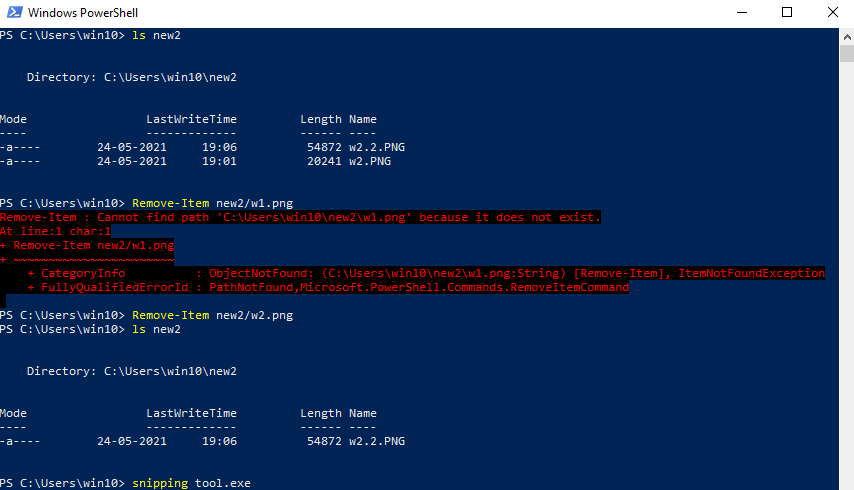 Windows PowerShell
PS C:\Users\win10> ls new2
Directory: C:\Users\win10\new2
Mode                 LastWriteTime         Length Name
----                 -------------         ------ ----
-a----        24-05-2021     19:06          54872 w2.2.PNG
-a----        24-05-2021     19:01          20241 w2.PNG
PS C:\Users\win10> Remove-Item new2/w1.png
Remove-Item : Cannot find path 'C:\Users\win10\new2\w1.png' because it does not exist.
At line:1 char:1
+ Remove-Item new2/w1.png
+ ~~~~~~~~~~~~~~~~~~~~~~~
    + CategoryInfo          : ObjectNotFound: (C:\Users\win10\new2\w1.png:String) [Remove-Item], ItemNotFoundException
    + FullyQualifiedErrorId : PathNotFound,Microsoft.PowerShell.Commands.RemoveItemCommand
PS C:\Users\win10> Remove-Item new2/w2.png
PS C:\Users\win10> ls new2
Directory: C:\Users\win10\new2
Mode                 LastWriteTime         Length Name
----                 -------------         ------ ----
-a----        24-05-2021     19:06          54872 w2.2.PNG
PS C:\Users\win10> snipping tool.exe